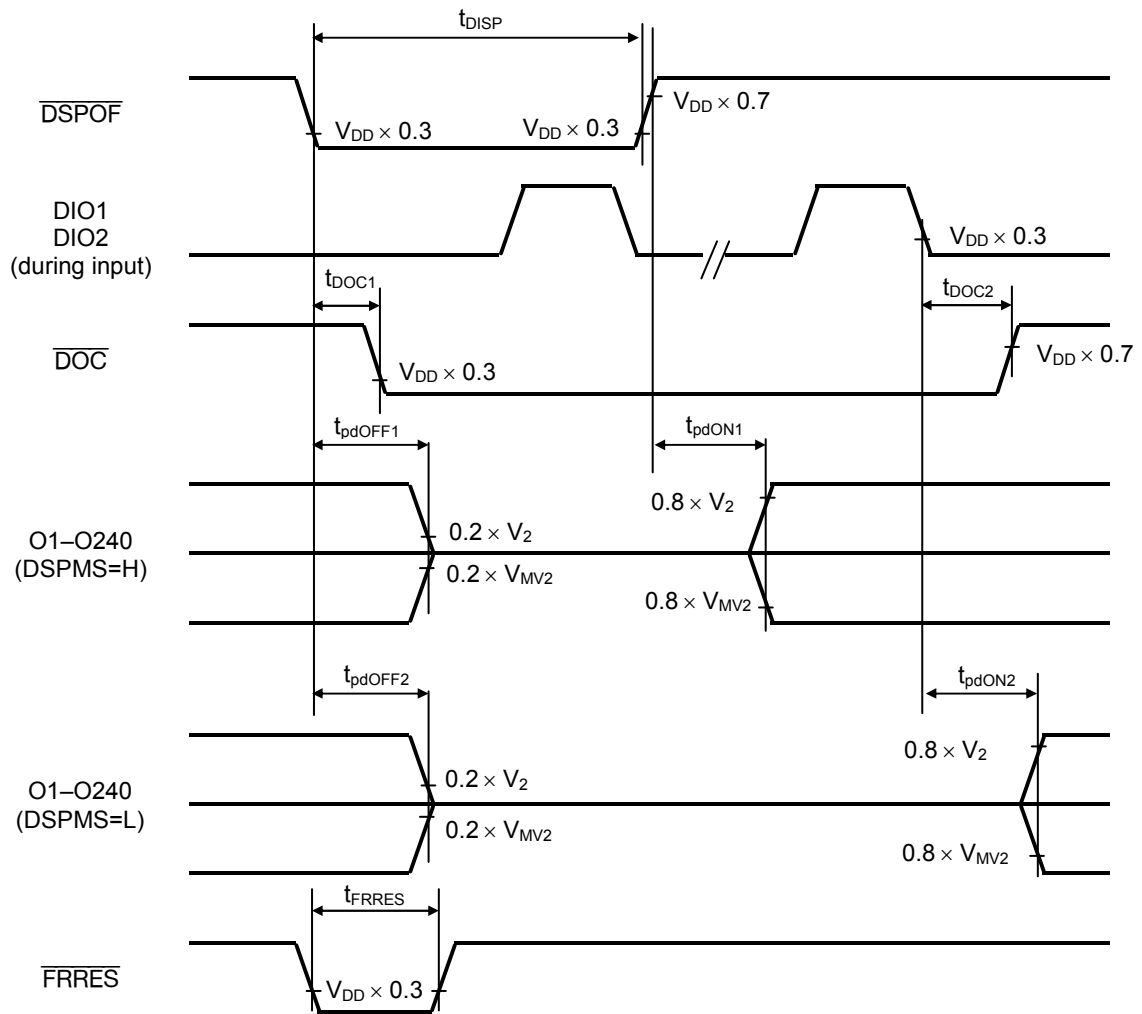 tDISP
DSPOF
VDD × 0.3
VDD × 0.3
VDD × 0.7
DIO1
DIO2
(during input)
VDD × 0.3
tDOC1
tDOC2
DOC
VDD × 0.3
VDD × 0.7
tpdOFF1
tpdON1
O1–O240
(DSPMS=H)
0.2 × V2
0.2 × VMV2
0.8 × V2
0.8 × VMV2
tpdOFF2
tpdON2
O1–O240
(DSPMS=L)
0.2 × V2
0.2 × VMV2
0.8 × V2
0.8 × VMV2
tFRRES
FRRES
VDD × 0.3